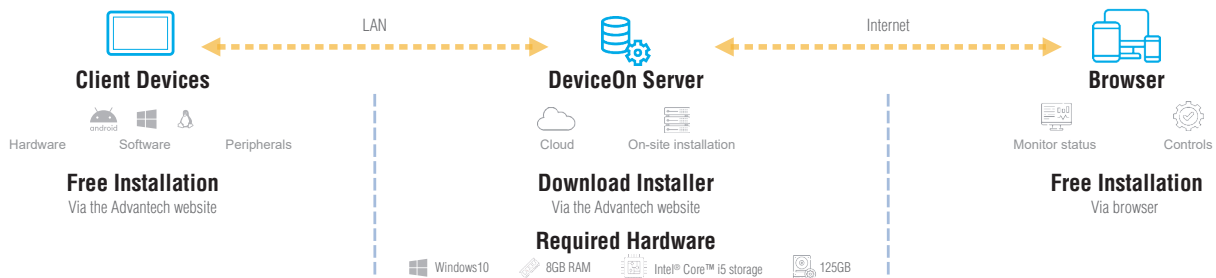 LAN
Internet
Client Devices
DeviceOn Server
Browser
android
Hardware
Software
Peripherals
Cloud
On-site installation
Monitor status
Controls
Free Installation
Via the Advantech website
Download Installer
Via the Advantech website
Free Installation
Via browser
Required Hardware
Windows10
8GB RAM
Intel® Core™ i5 storage
125GB